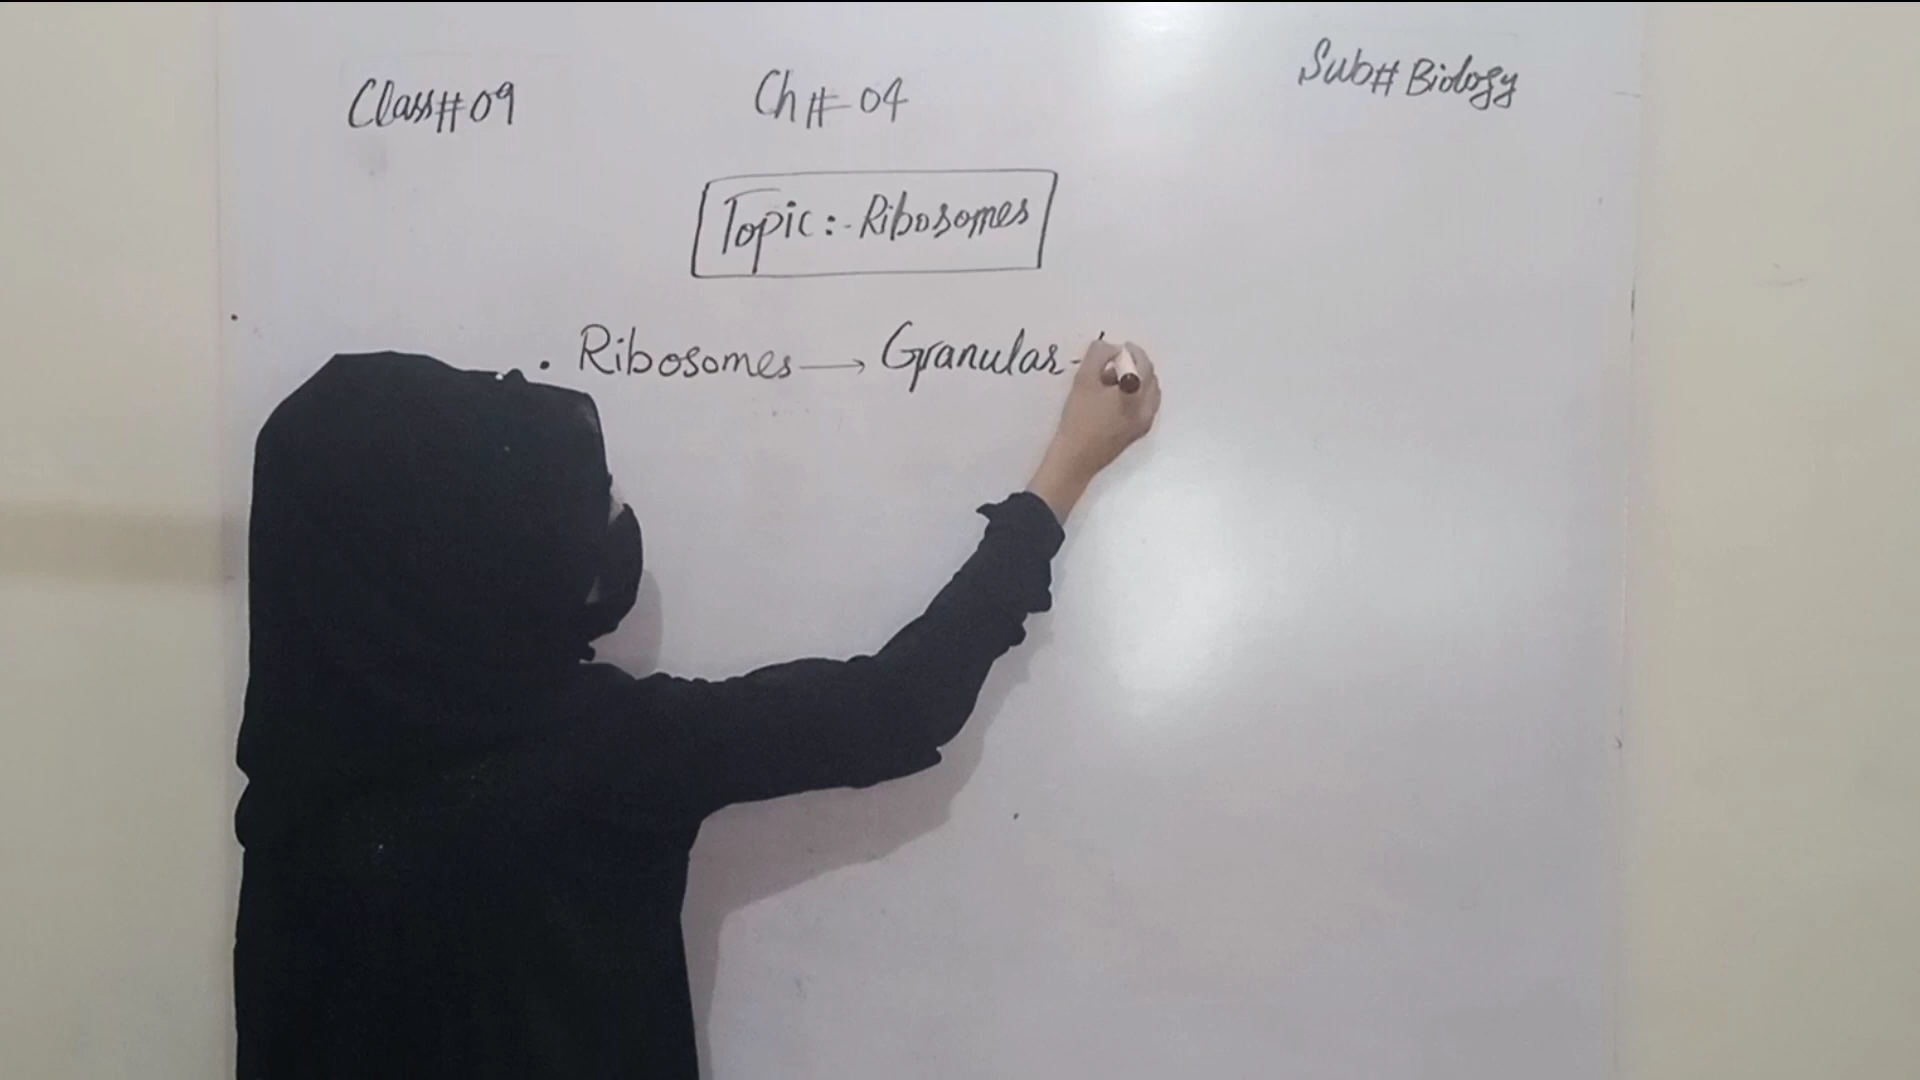 Class# 09 Ch # 04 Sub# Biology
Topic:- Ribosomes
. Ribosomes → Granular